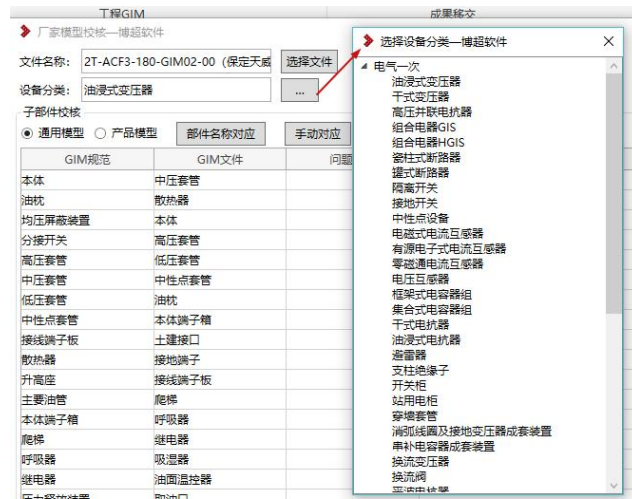 工程GIM 成果移交
厂家模型校核—博超软件
文件名称: 2T-ACF3-180-GIM02-00 (保定天威 选择文件
设备分类: 油浸式变压器 ...
子部件校核
通用模型 产品模型 部件名称对应 手动对应
GIM规范 GIM文件 问题
本体 中压套管
油枕 散热器
均压屏蔽装置 本体
分接开关 高压套管
高压套管 低压套管
中压套管 中性点套管
低压套管 油枕
中性点套管 本体端子箱
接线端子板 土建接口
散热器 接地端子
升高座 接线端子板
主要油管 爬梯
本体端子箱 呼吸器
爬梯 继电器
呼吸器 吸湿器
继电器 油面温控器
压力释放装置 取油口
选择设备分类—博超软件
电气一次
油浸式变压器
干式变压器
高压并联电抗器
组合电器GIS
组合电器HGIS
瓷柱式断路器
罐式断路器
隔离开关
接地开关
中性点设备
电磁式电流互感器
有源电子式电流互感器
零磁通电流互感器
电压互感器
框架式电容器组
集合式电容器组
干式电抗器
油浸式电抗器
避雷器
支柱绝缘子
开关柜
站用电柜
穿墙套管
消弧线圈及接地变压器成套装置
串补电容器成套装置
换流变压器
换流阀
平波电抗器